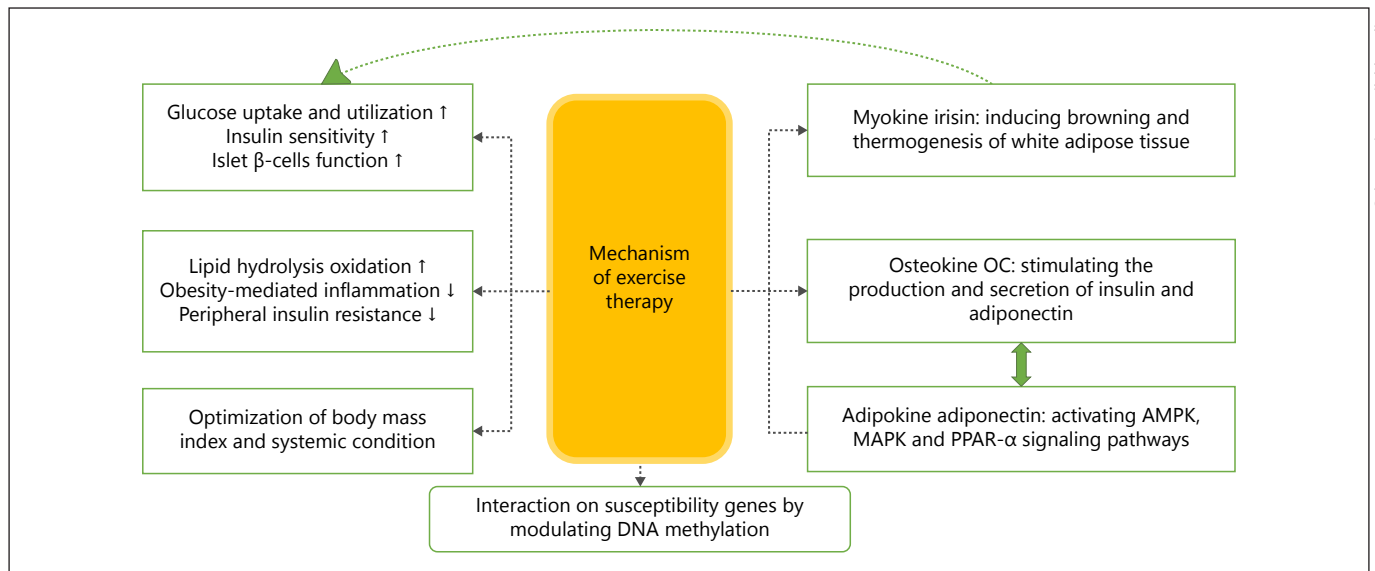 Glucose uptake and utilization ↑
Insulin sensitivity ↑
Islet β-cells function ↑
Lipid hydrolysis oxidation ↑
Obesity-mediated inflammation ↓
Peripheral insulin resistance ↓
Optimization of body mass
index and systemic condition
Mechanism
of exercise
therapy
Myokine irisin: inducing browning and
thermogenesis of white adipose tissue
Osteokine OC: stimulating the
production and secretion of insulin and
adiponectin
Adipokine adiponectin: activating AMPK,
MAPK and PPAR-α signaling pathways
Interaction on susceptibility genes by
modulating DNA methylation